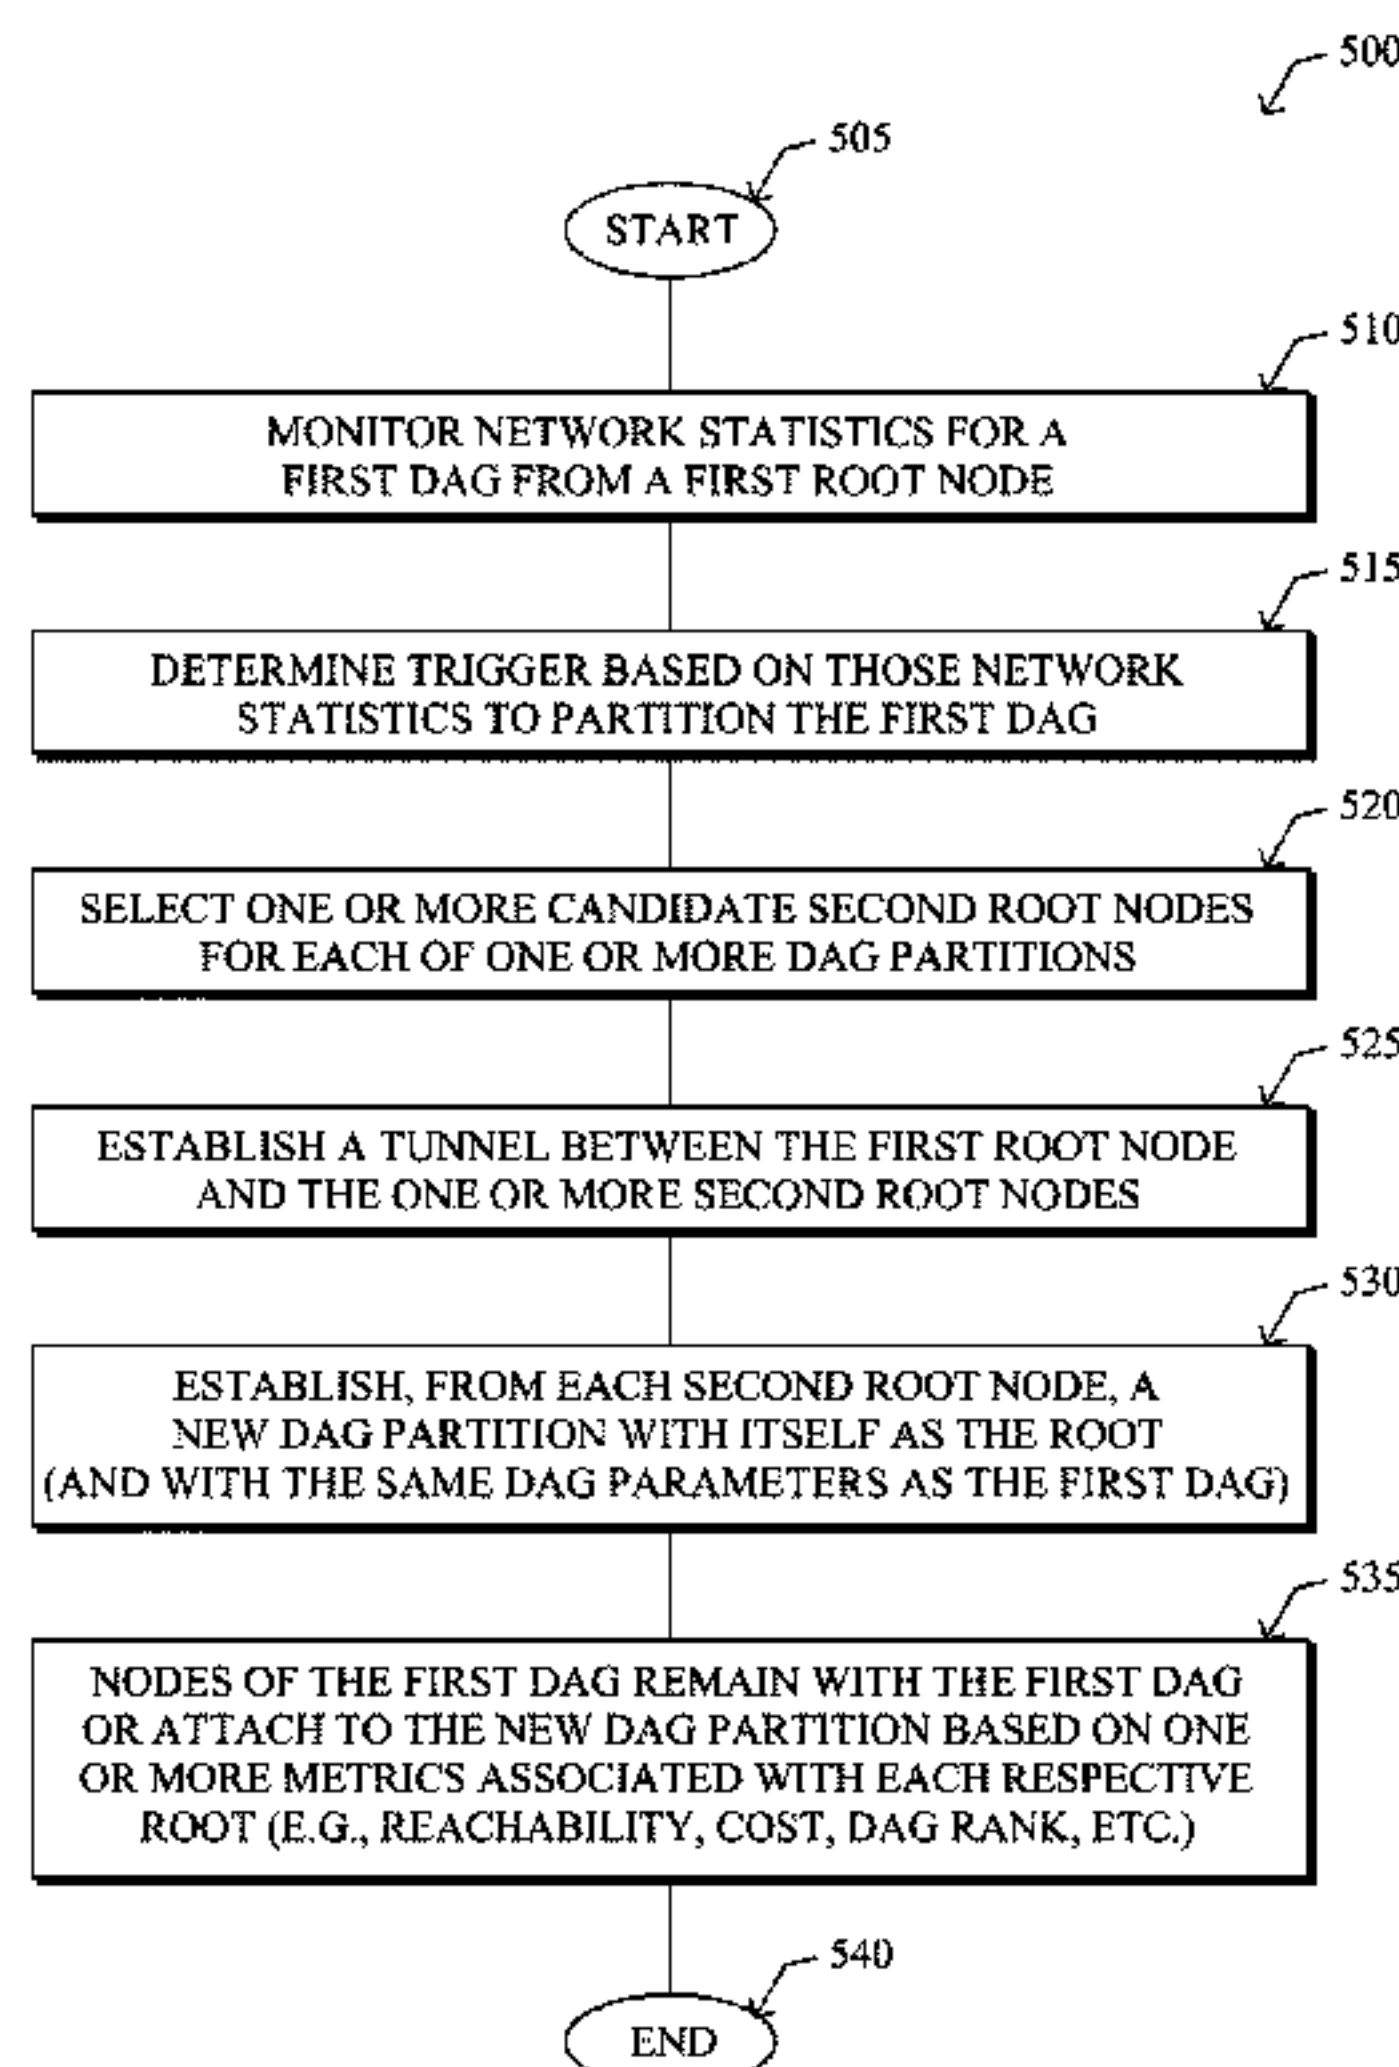 500
505
START
510
MONITOR NETWORK STATISTICS FOR A
FIRST DAG FROM A FIRST ROOT NODE
515
DETERMINE TRIGGER BASED ON THOSE NETWORK
STATISTICS TO PARTITION THE FIRST DAG
520
SELECT ONE OR MORE CANDIDATE SECOND ROOT NODES
FOR EACH OF ONE OR MORE DAG PARTITIONS
525
ESTABLISH A TUNNEL BETWEEN THE FIRST ROOT NODE
AND THE ONE OR MORE SECOND ROOT NODES
530
ESTABLISH, FROM EACH SECOND ROOT NODE, A
NEW DAG PARTITION WITH ITSELF AS THE ROOT
(AND WITH THE SAME DAG PARAMETERS AS THE FIRST DAG)
535
NODES OF THE FIRST DAG REMAIN WITH THE FIRST DAG
OR ATTACH TO THE NEW DAG PARTITION BASED ON ONE
OR MORE METRICS ASSOCIATED WITH EACH RESPECTIVE
ROOT (E.G., REACHABILITY, COST, DAG RANK, ETC.)
540
END